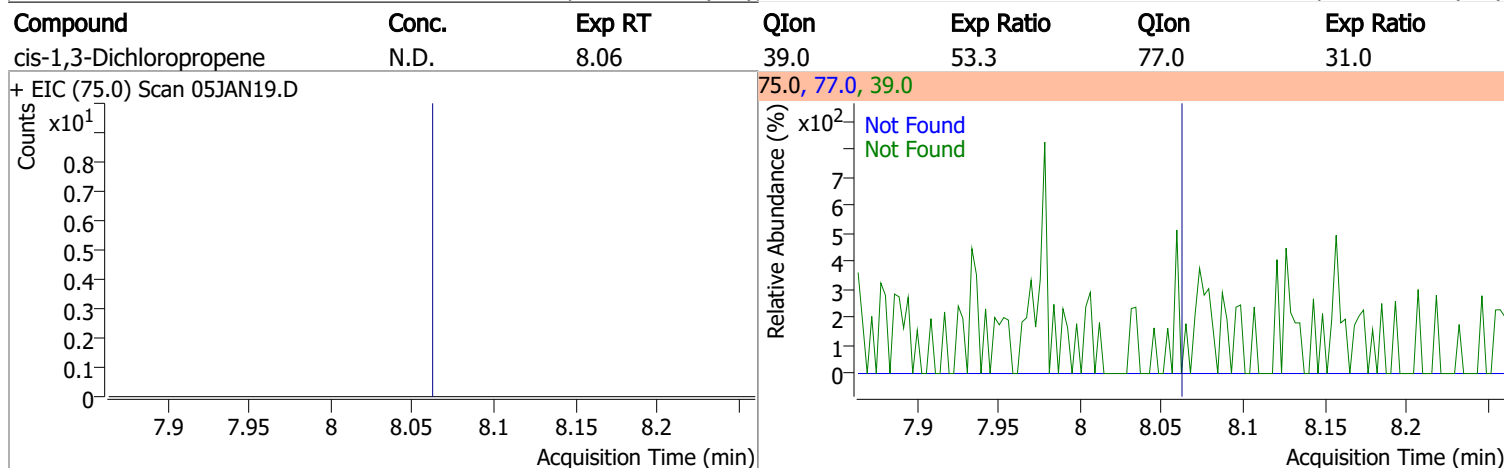 Compound Conc. Exp RT QIon Exp Ratio QIon Exp Ratio
cis-1,3-Dichloropropene N.D. 8.06 39.0 53.3 77.0 31.0
+ EIC (75.0) Scan 05JAN19.D
Counts
x10¹
0.8
0.7
0.6
0.5
0.4
0.3
0.2
0.1
0
7.9 7.95 8 8.05 8.1 8.15 8.2
Acquisition Time (min)
75.0, 77.0, 39.0
Relative Abundance (%)
x10²
Not Found
Not Found
7
6
5
4
3
2
1
0
7.9 7.95 8 8.05 8.1 8.15 8.2
Acquisition Time (min)